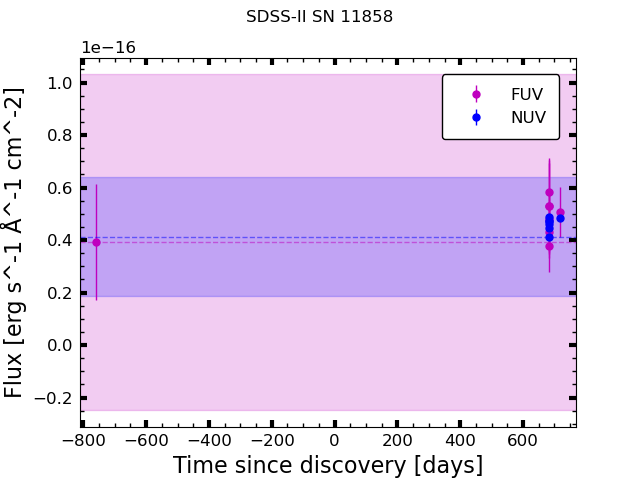 SDSS-II SN 11858
1e−16
Flux [erg s^-1 Å^-1 cm^-2]
1.0
0.8
0.6
0.4
0.2
0.0
−0.2
FUV
NUV
−800 −600 −400 −200 0 200 400 600
Time since discovery [days]